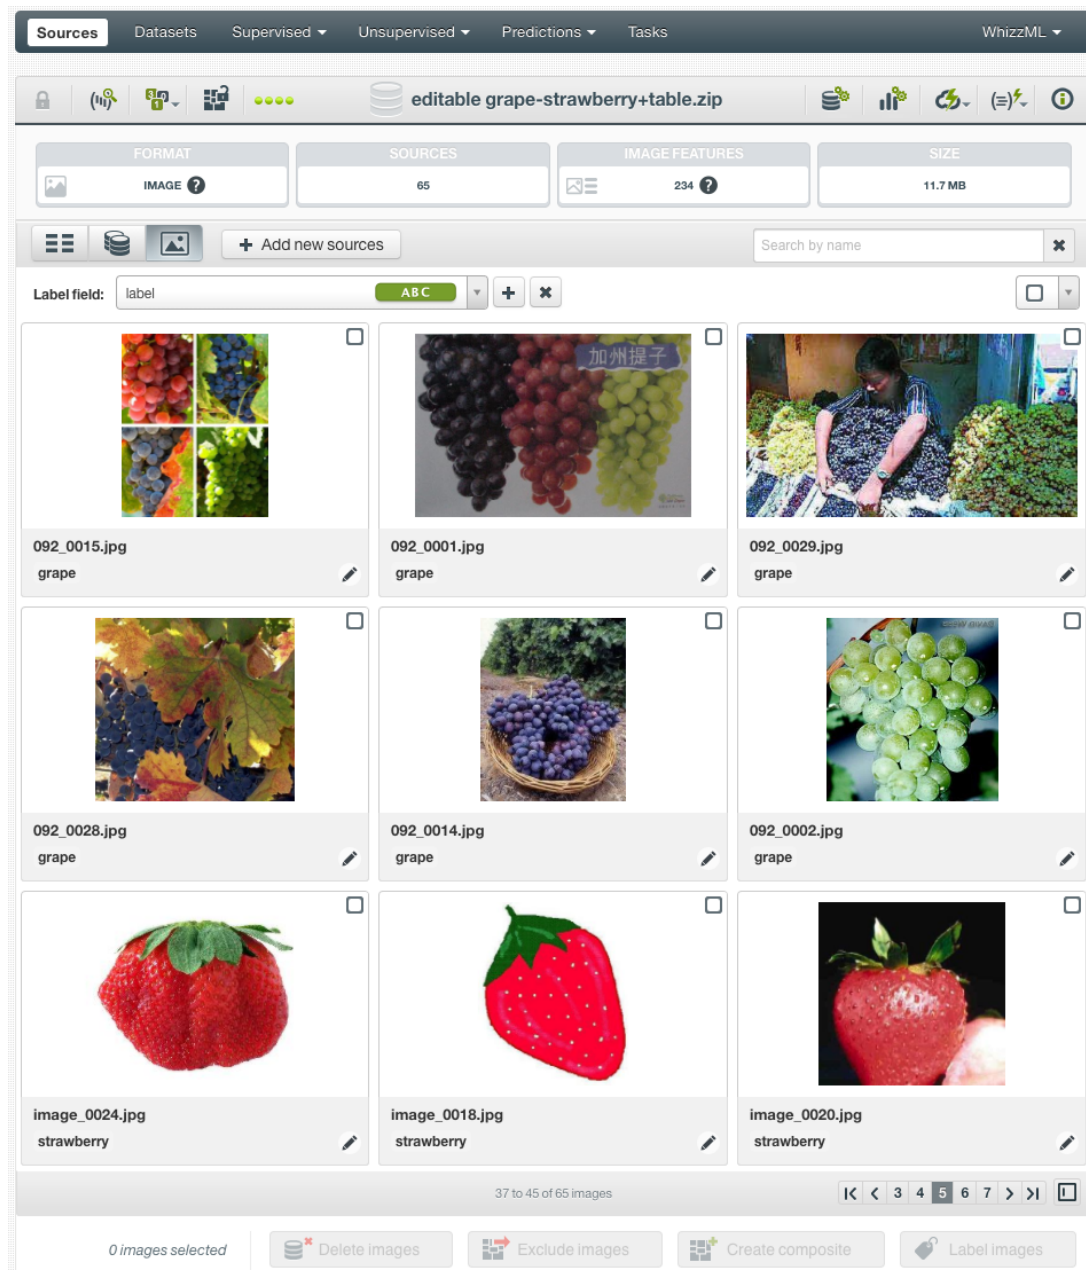 Sources Datasets Supervised Unsupervised Predictions Tasks WhizzML
editable grape-strawberry+table.zip
FORMAT SOURCES IMAGE FEATURES SIZE
IMAGE ? 65 234 ? 11.7 MB
+ Add new sources Search by name
Label field: label ABC
加州提子
092_0015.jpg 092_0001.jpg 092_0029.jpg
grape grape grape
092_0028.jpg 092_0014.jpg 092_0002.jpg
grape grape grape
image_0024.jpg image_0018.jpg image_0020.jpg
strawberry strawberry strawberry
37 to 45 of 65 images 3 4 5 6 7
0 images selected Delete images Exclude images Create composite Label images